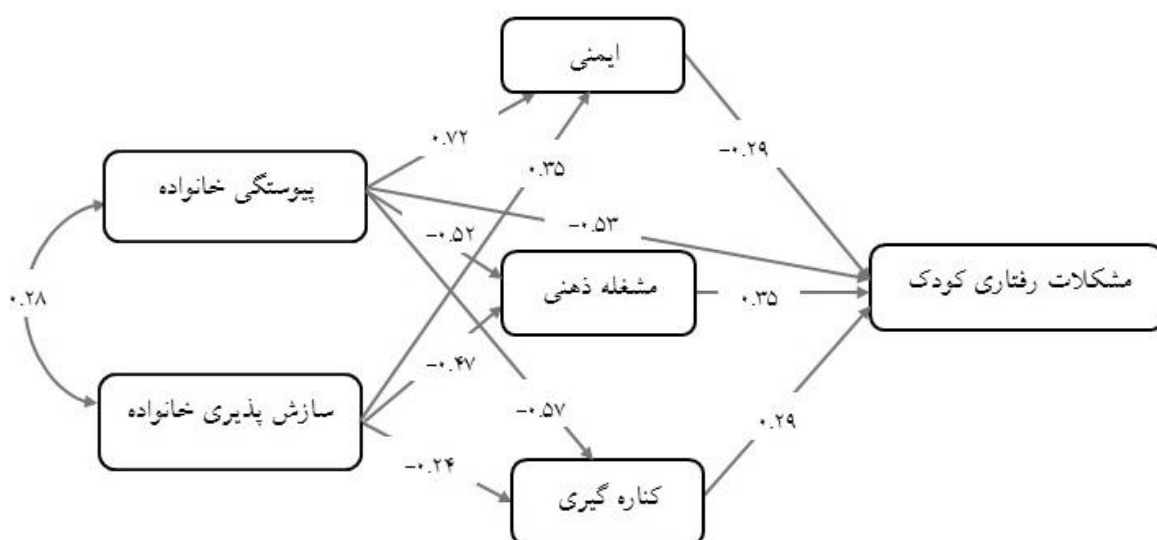 ایمنی
۰.۷۲
۰.۳۵
-۰.۲۹
پیوستگی خانواده
-۰.۵۳
-۰.۵۲
مشغله ذهنی
مشکلات رفتاری کودک
۰.۳۵
۰.۲۸
-۰.۴۷
سازش پذیری خانواده
-۰.۵۷
۰.۲۹
-۰.۲۴
کناره گیری